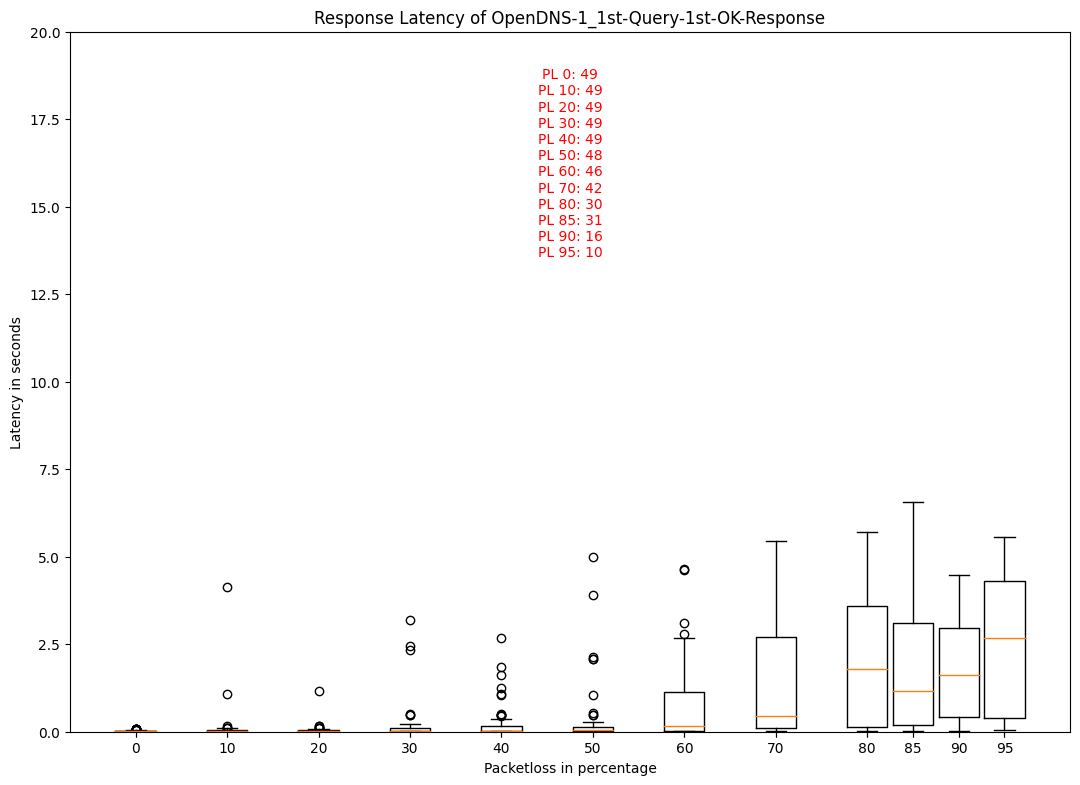 Response Latency of OpenDNS-1_1st-Query-1st-OK-Response
20.0
17.5
15.0
12.5
10.0
7.5
5.0
2.5
0.0
Latency in seconds
PL 0: 49
PL 10: 49
PL 20: 49
PL 30: 49
PL 40: 49
PL 50: 48
PL 60: 46
PL 70: 42
PL 80: 30
PL 85: 31
PL 90: 16
PL 95: 10
0 10 20 30 40 50 60 70 80 85 90 95
Packetloss in percentage